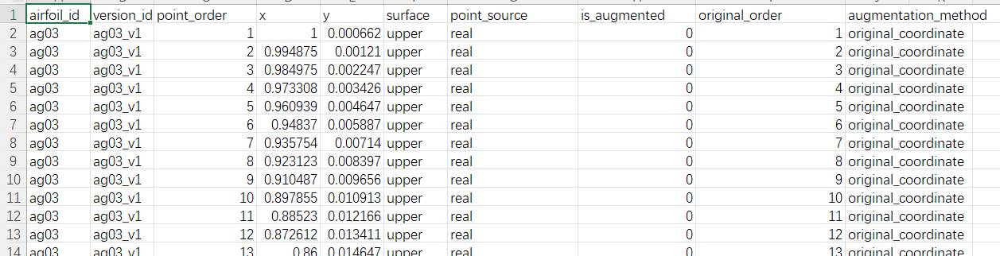 1 airfoil_id version_id point_order x y surface point_source is_augmented original_order augmentation_method
2 ag03 ag03_v1 1 1 0.000662 upper real 0 1 original_coordinate
3 ag03 ag03_v1 2 0.994875 0.00121 upper real 0 2 original_coordinate
4 ag03 ag03_v1 3 0.984975 0.002247 upper real 0 3 original_coordinate
5 ag03 ag03_v1 4 0.973308 0.003426 upper real 0 4 original_coordinate
6 ag03 ag03_v1 5 0.960939 0.004647 upper real 0 5 original_coordinate
7 ag03 ag03_v1 6 0.94837 0.005887 upper real 0 6 original_coordinate
8 ag03 ag03_v1 7 0.935754 0.00714 upper real 0 7 original_coordinate
9 ag03 ag03_v1 8 0.923123 0.008397 upper real 0 8 original_coordinate
10 ag03 ag03_v1 9 0.910487 0.009656 upper real 0 9 original_coordinate
11 ag03 ag03_v1 10 0.897855 0.010913 upper real 0 10 original_coordinate
12 ag03 ag03_v1 11 0.88523 0.012166 upper real 0 11 original_coordinate
13 ag03 ag03_v1 12 0.872612 0.013411 upper real 0 12 original_coordinate
14 ag03 ag03_v1 13 0.86 0.014647 upper real 0 13 original_coordinate